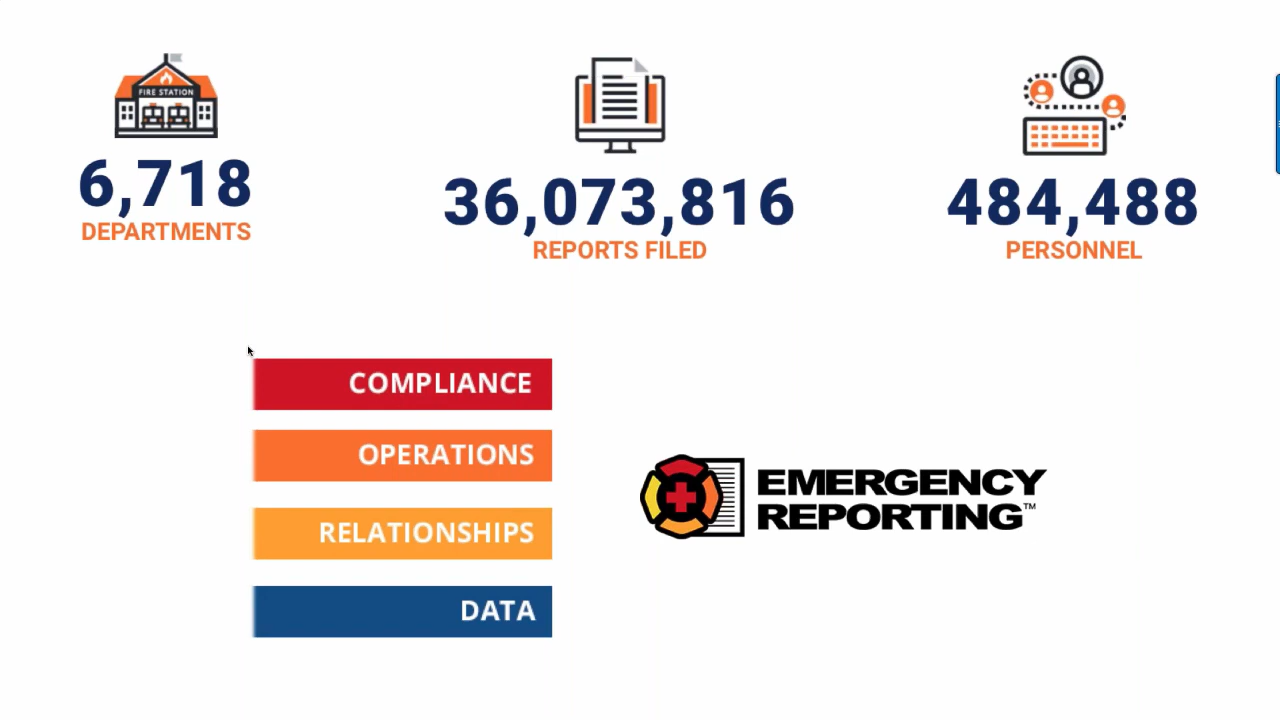 FIRE STATION
6,718
DEPARTMENTS
36,073,816
REPORTS FILED
484,488
PERSONNEL
COMPLIANCE
OPERATIONS
RELATIONSHIPS
DATA
EMERGENCY
REPORTING™